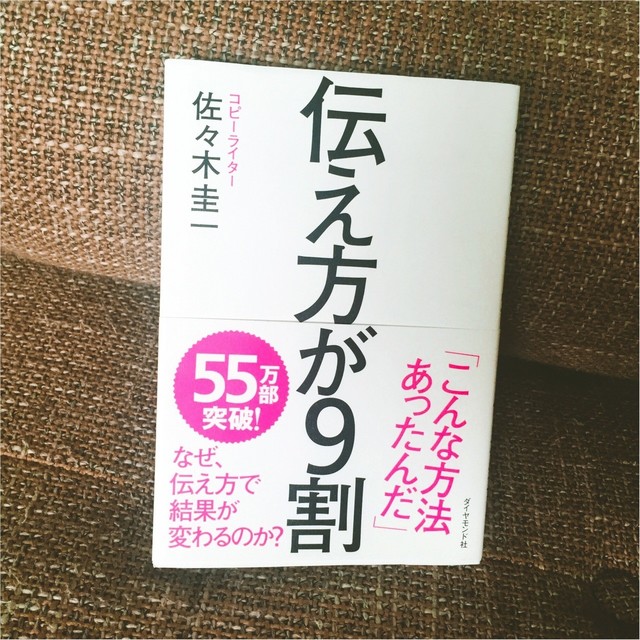 伝え方が9割
コピーライター
佐々木圭一
「こんな方法
あったんだ」
55万部
突破!
なぜ、
伝え方で
結果が
変わるのか?
ダイヤモンド社